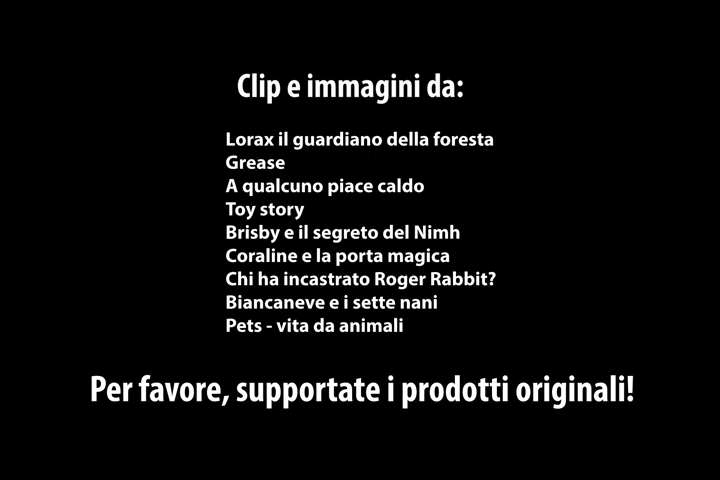 Clip e immagini da:
Lorax il guardiano della foresta
Grease
A qualcuno piace caldo
Toy story
Brisby e il segreto del Nimh
Coraline e la porta magica
Chi ha incastrato Roger Rabbit?
Biancaneve e i sette nani
Pets - vita da animali
Per favore, supportate i prodotti originali!